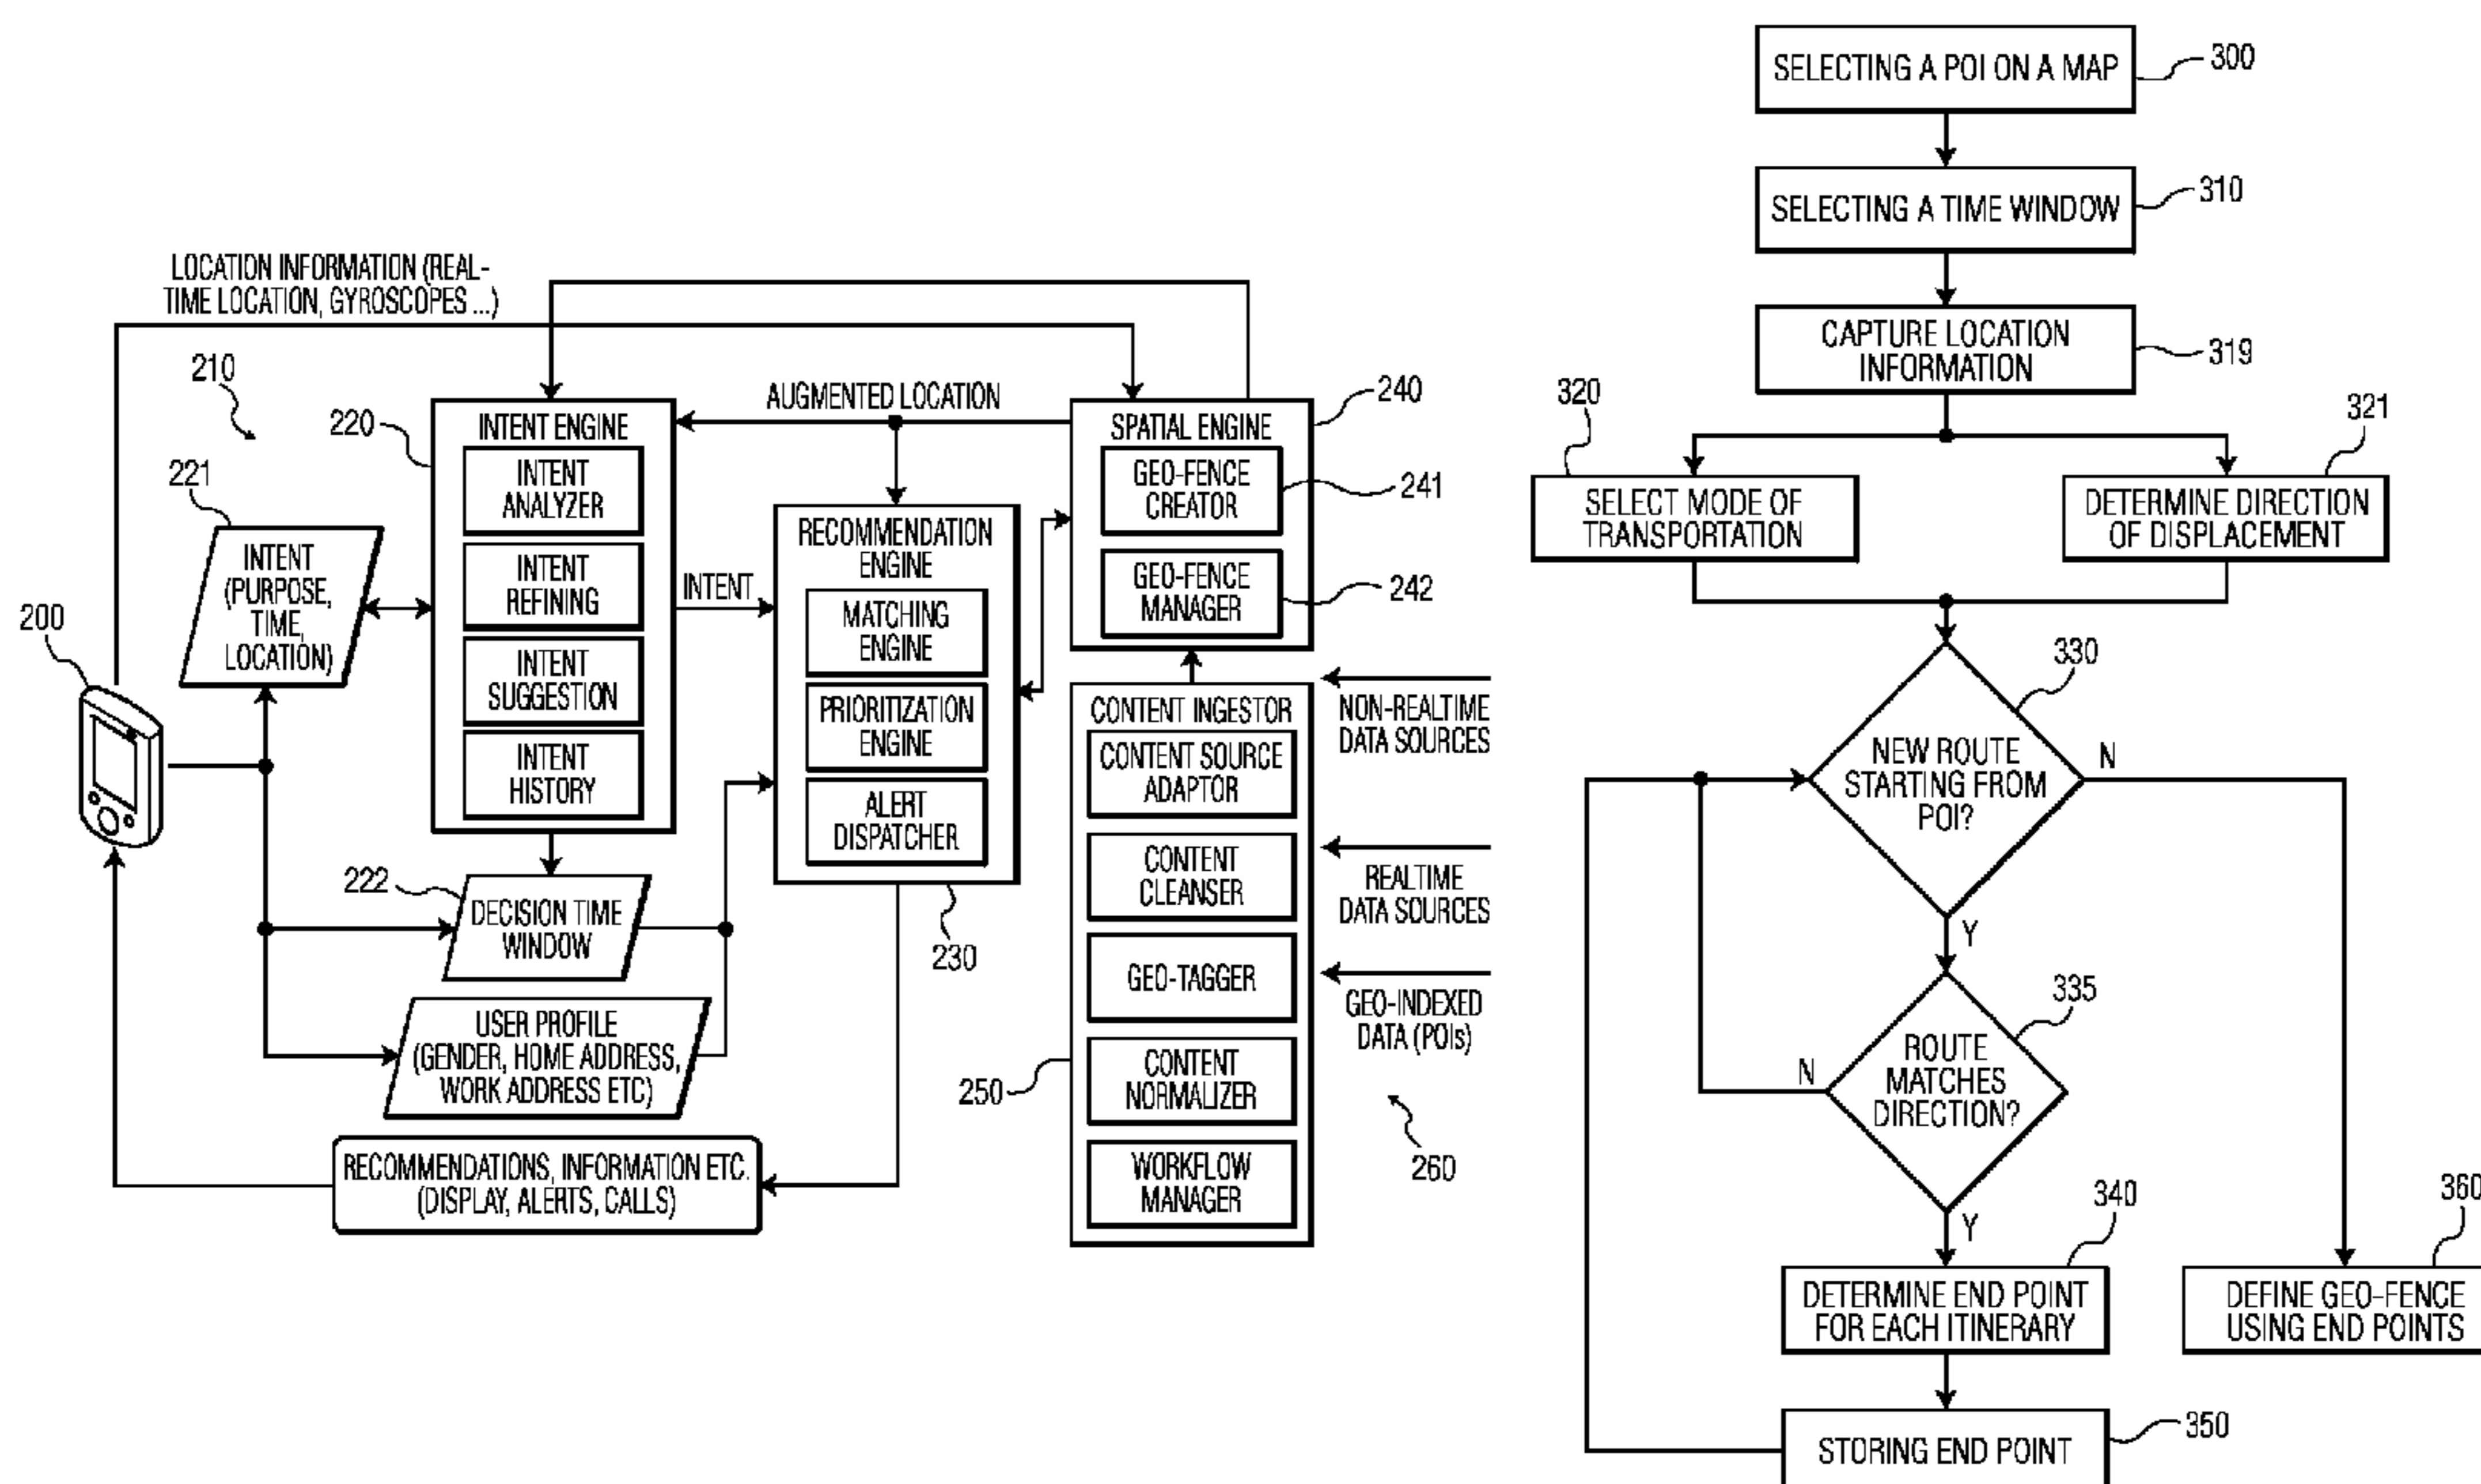 LOCATION INFORMATION (REAL-
TIME LOCATION, GYROSCOPES ...)
210
220
221
INTENT
(PURPOSE,
TIME,
LOCATION)
200
INTENT ENGINE
INTENT
ANALYZER
INTENT
REFINING
INTENT
SUGGESTION
INTENT
HISTORY
AUGMENTED LOCATION
INTENT
RECOMMENDATION
ENGINE
MATCHING
ENGINE
PRIORITIZATION
ENGINE
ALERT
DISPATCHER
230
222
DECISION TIME
WINDOW
USER PROFILE
(GENDER, HOME ADDRESS,
WORK ADDRESS ETC)
RECOMMENDATIONS, INFORMATION ETC.
(DISPLAY, ALERTS, CALLS)
SPATIAL ENGINE
240
GEO-FENCE
CREATOR
241
GEO-FENCE
MANAGER
242
CONTENT INGESTOR
CONTENT SOURCE
ADAPTOR
CONTENT
CLEANSER
GEO-TAGGER
CONTENT
NORMALIZER
WORKFLOW
MANAGER
250
NON-REALTIME
DATA SOURCES
REALTIME
DATA SOURCES
GEO-INDEXED
DATA (POIs)
260
SELECTING A POI ON A MAP
300
SELECTING A TIME WINDOW
310
CAPTURE LOCATION
INFORMATION
319
320
SELECT MODE OF
TRANSPORTATION
321
DETERMINE DIRECTION
OF DISPLACEMENT
330
NEW ROUTE
STARTING FROM
POI?
N
Y
335
ROUTE
MATCHES
DIRECTION?
N
Y
340
DETERMINE END POINT
FOR EACH ITINERARY
360
DEFINE GEO-FENCE
USING END POINTS
STORING END POINT
350